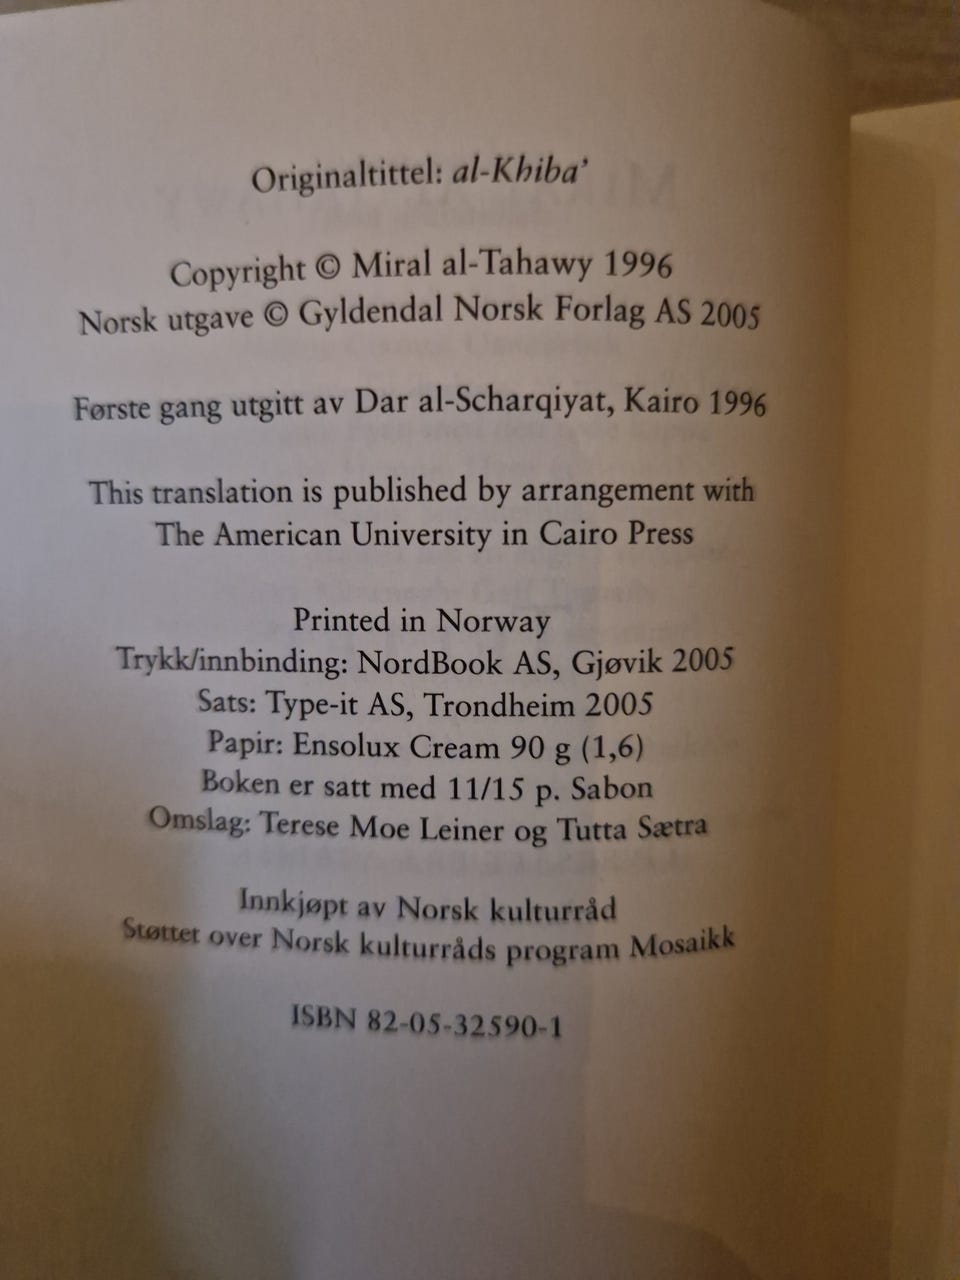 Originaltittel: al-Khiba'
Copyright © Miral al-Tahawy 1996
Norsk utgave © Gyldendal Norsk Forlag AS 2005
Første gang utgitt av Dar al-Scharqiyat, Kairo 1996
This translation is published by arrangement with
The American University in Cairo Press
Printed in Norway
Trykk/innbinding: NordBook AS, Gjøvik 2005
Sats: Type-it AS, Trondheim 2005
Papir: Ensolux Cream 90 g (1,6)
Boken er satt med 11/15 p. Sabon
Omslag: Terese Moe Leiner og Tutta Sætra
Innkjøpt av Norsk kulturråd
Støttet over Norsk kulturråds program Mosaikk
ISBN 82-05-32590-1